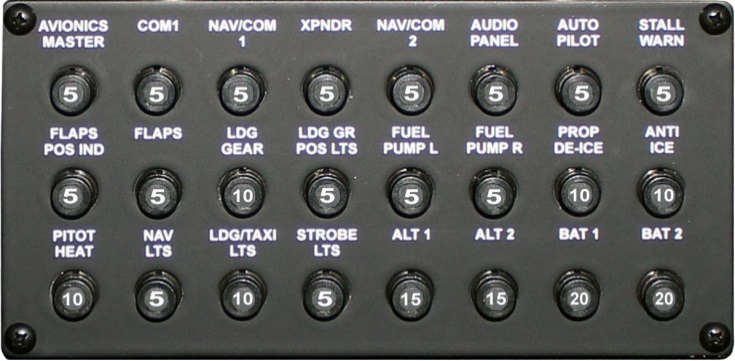 AVIONICS MASTER COM1 NAV/COM 1 XPNDR NAV/COM 2 AUDIO PANEL AUTO PILOT STALL WARN
5 5 5 5 5 5 5 5
FLAPS POS IND FLAPS LDG GEAR LDG GR POS LTS FUEL PUMP L FUEL PUMP R PROP DE-ICE ANTI ICE
5 5 10 5 5 5 10 10
PITOT HEAT NAV LTS LDG/TAXI LTS STROBE LTS ALT 1 ALT 2 BAT 1 BAT 2
10 5 10 5 15 15 20 20